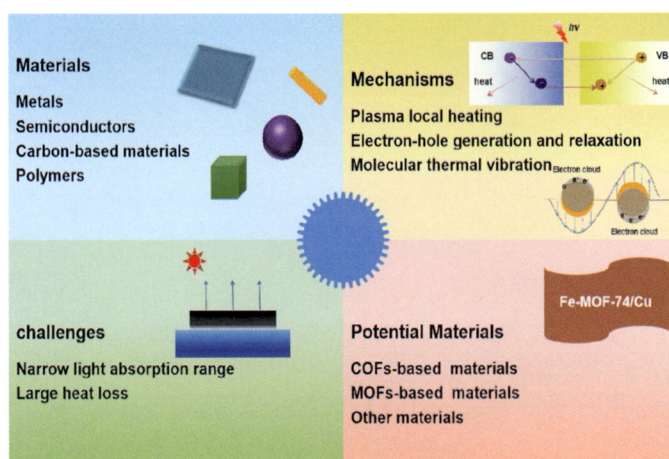 Materials
Metals
Semiconductors
Carbon-based materials
Polymers
Mechanisms
hv
CB
VB
heat
heat
Plasma local heating
Electron-hole generation and relaxation
Molecular thermal vibration
Electron cloud
Electron cloud
challenges
Narrow light absorption range
Large heat loss
Fe-MOF-74/Cu
Potential Materials
COFs-based materials
MOFs-based materials
Other materials